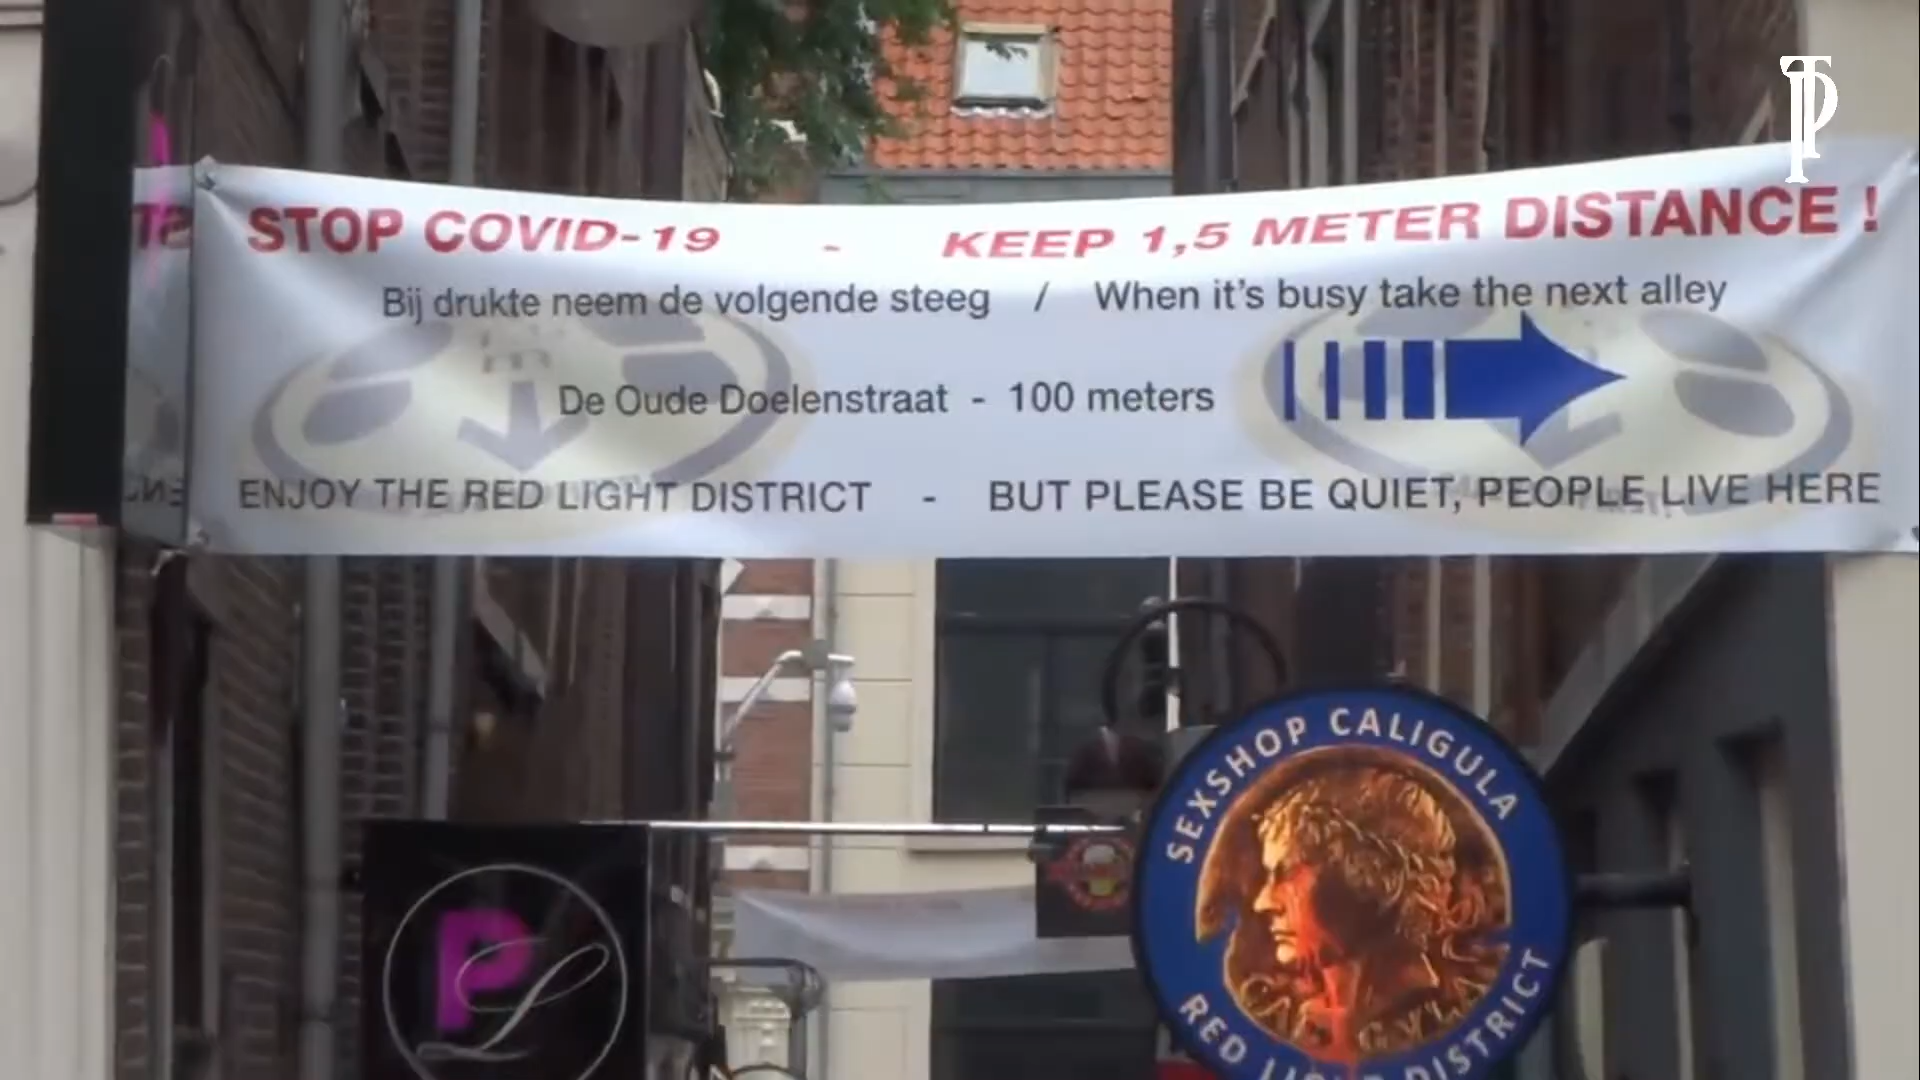 TP
STOP COVID-19 - KEEP 1,5 METER DISTANCE !
Bij drukte neem de volgende steeg / When it's busy take the next alley
De Oude Doelenstraat - 100 meters
ENJOY THE RED LIGHT DISTRICT - BUT PLEASE BE QUIET, PEOPLE LIVE HERE
SEXSHOP CALIGULA
RED LIGHT DISTRICT
PL